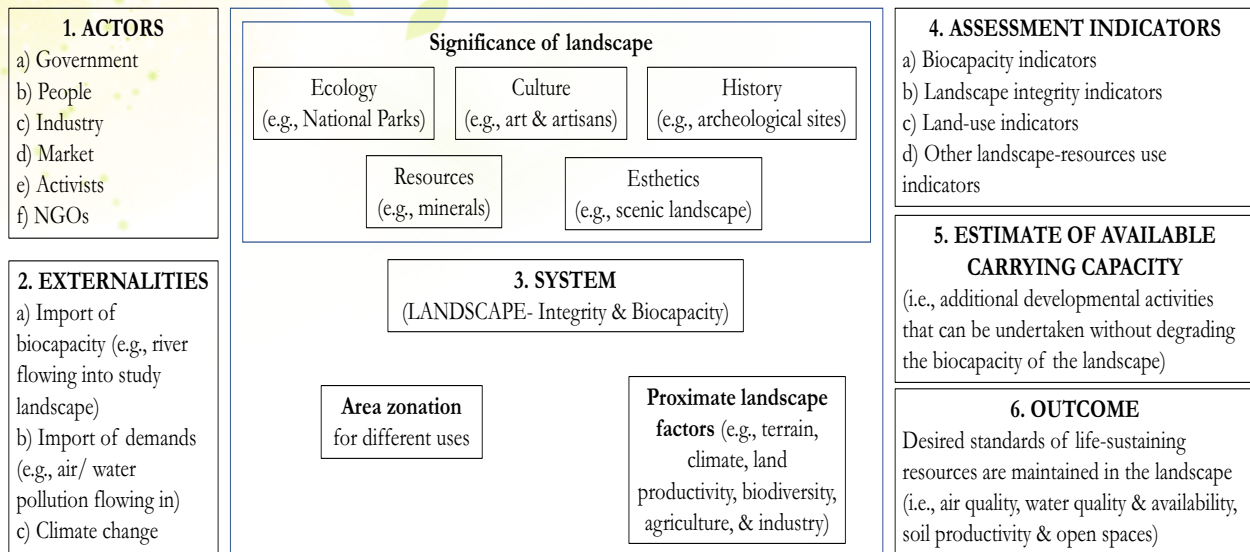 1. ACTORS
a) Government
b) People
c) Industry
d) Market
e) Activists
f) NGOs
2. EXTERNALITIES
a) Import of
biocapacity (e.g., river
flowing into study
landscape)
b) Import of demands
(e.g., air/ water
pollution flowing in)
c) Climate change
Significance of landscape
Ecology
(e.g., National Parks)
Culture
(e.g., art & artisans)
History
(e.g., archeological sites)
Resources
(e.g., minerals)
Esthetics
(e.g., scenic landscape)
3. SYSTEM
(LANDSCAPE- Integrity & Biocapacity)
Area zonation
for different uses
Proximate landscape
factors (e.g., terrain,
climate, land
productivity, biodiversity,
agriculture, & industry)
4. ASSESSMENT INDICATORS
a) Biocapacity indicators
b) Landscape integrity indicators
c) Land-use indicators
d) Other landscape-resources use
indicators
5. ESTIMATE OF AVAILABLE
CARRYING CAPACITY
(i.e., additional developmental activities
that can be undertaken without degrading
the biocapacity of the landscape)
6. OUTCOME
Desired standards of life-sustaining
resources are maintained in the landscape
(i.e., air quality, water quality & availability,
soil productivity & open spaces)